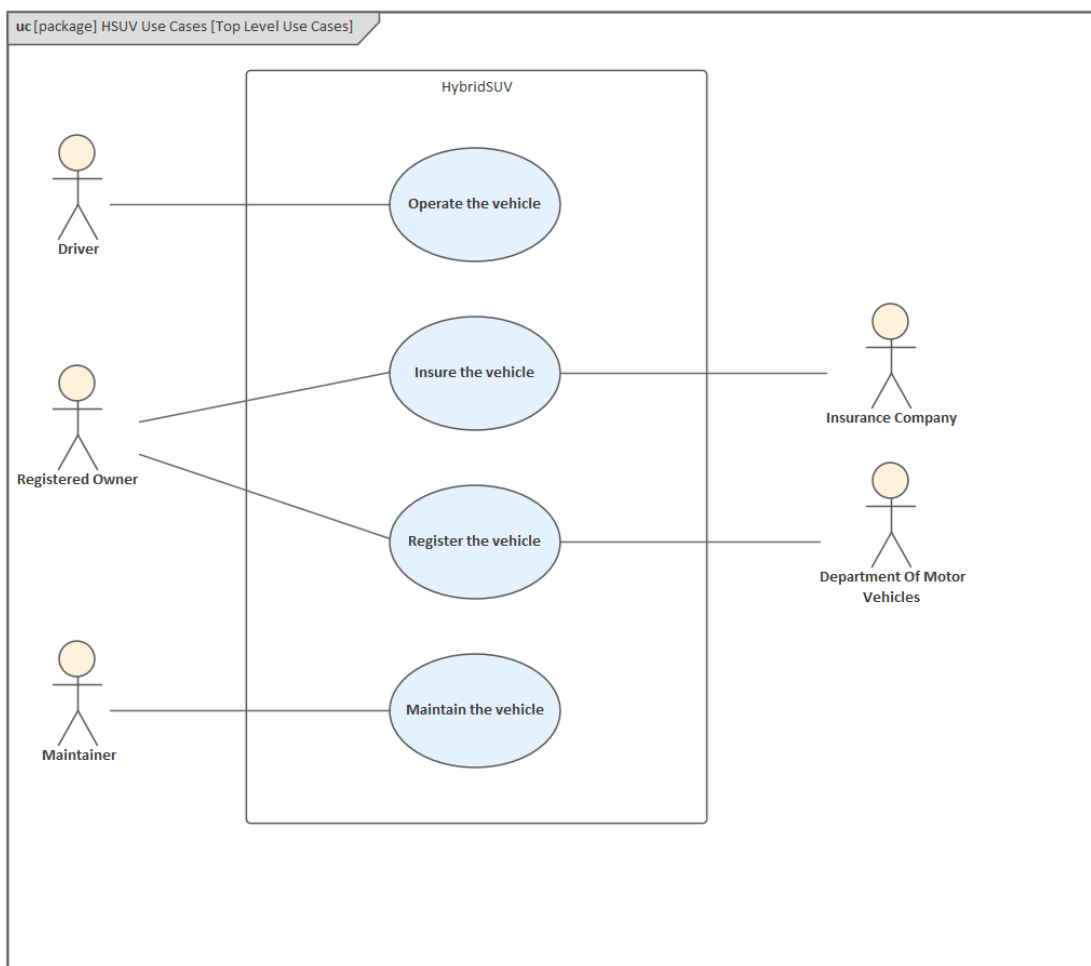 uc [package] HSUV Use Cases [Top Level Use Cases]
HybridSUV
Operate the vehicle
Driver
Insure the vehicle
Insurance Company
Registered Owner
Register the vehicle
Department Of Motor
Vehicles
Maintain the vehicle
Maintainer